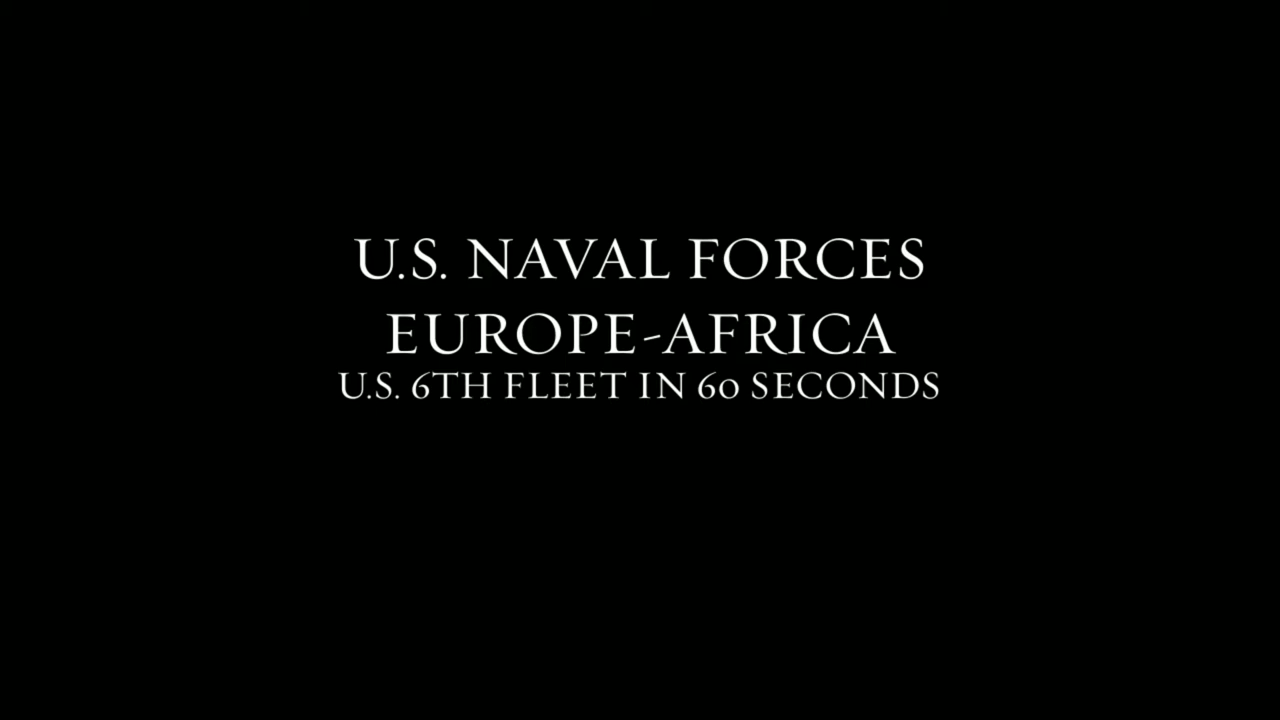 U.S. NAVAL FORCES
EUROPE-AFRICA
U.S. 6TH FLEET IN 60 SECONDS